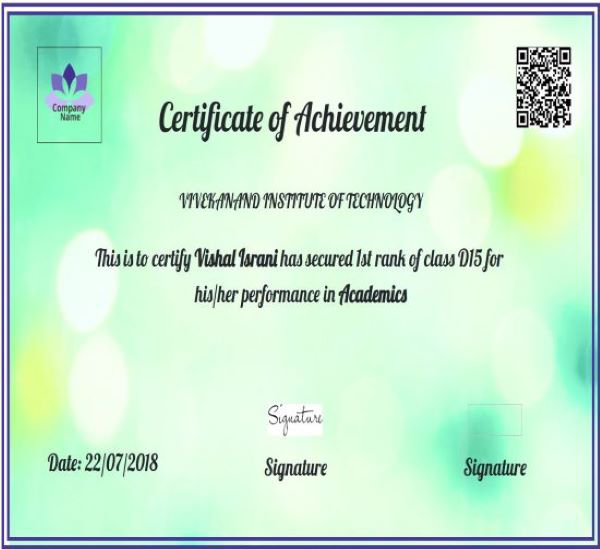 Company
Name
Certificate of Achievement
VIVEKANAND INSTITUTE OF TECHNOLOGY
This is to certify Vishal Israni has secured 1st rank of class D15 for
his/her performance in Academics
Signature
Date: 22/07/2018
Signature
Signature